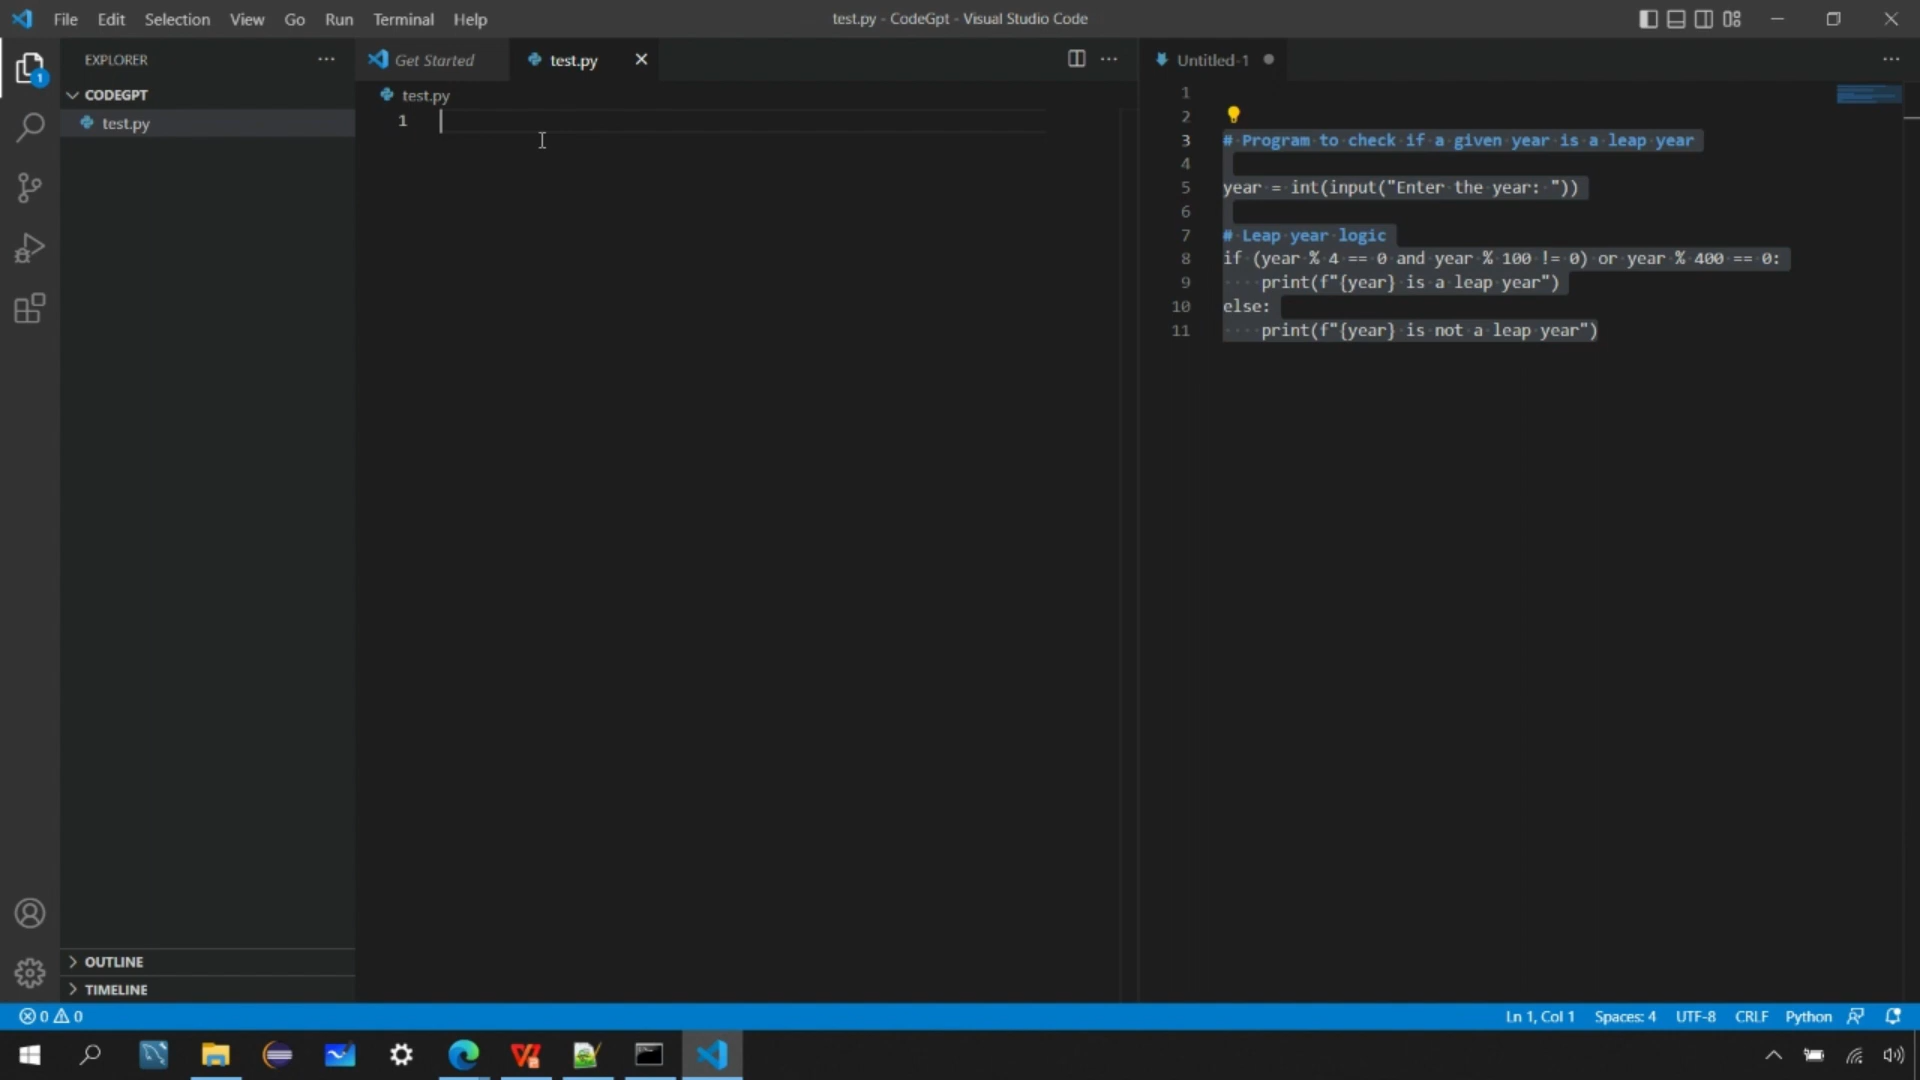 File Edit Selection View Go Run Terminal Help
test.py - CodeGpt - Visual Studio Code
EXPLORER
CODEGPT
test.py
OUTLINE
TIMELINE
Get Started
test.py
test.py
1
Untitled-1
1
2
3 # Program to check if a given year is a leap year
4
5 year = int(input("Enter the year: "))
6
7 # Leap year logic
8 if (year % 4 == 0 and year % 100 != 0) or year % 400 == 0:
9 print(f"{year} is a leap year")
10 else:
11 print(f"{year} is not a leap year")
0 0
Ln 1, Col 1 Spaces: 4 UTF-8 CRLF Python